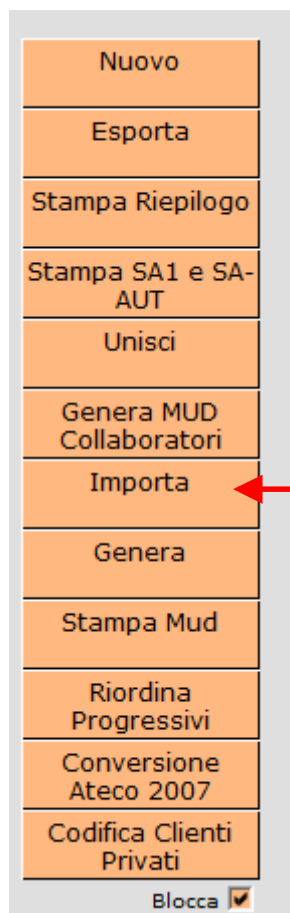 Nuovo
Esporta
Stampa Riepilogo
Stampa SA1 e SA-
AUT
Unisci
Genera MUD
Collaboratori
Importa
Genera
Stampa Mud
Riordina
Progressivi
Conversione
Ateco 2007
Codifica Clienti
Privati
Blocca